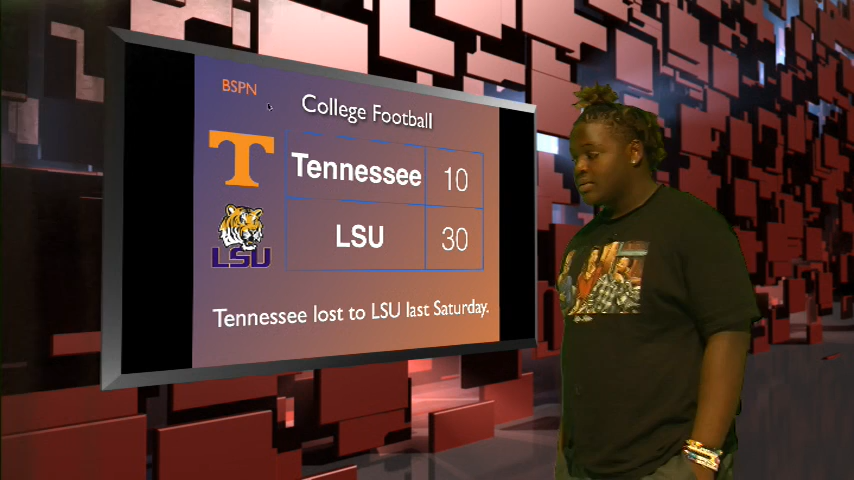 BSPN
College Football
T
Tennessee 10
LSU
LSU 30
Tennessee lost to LSU last Saturday.